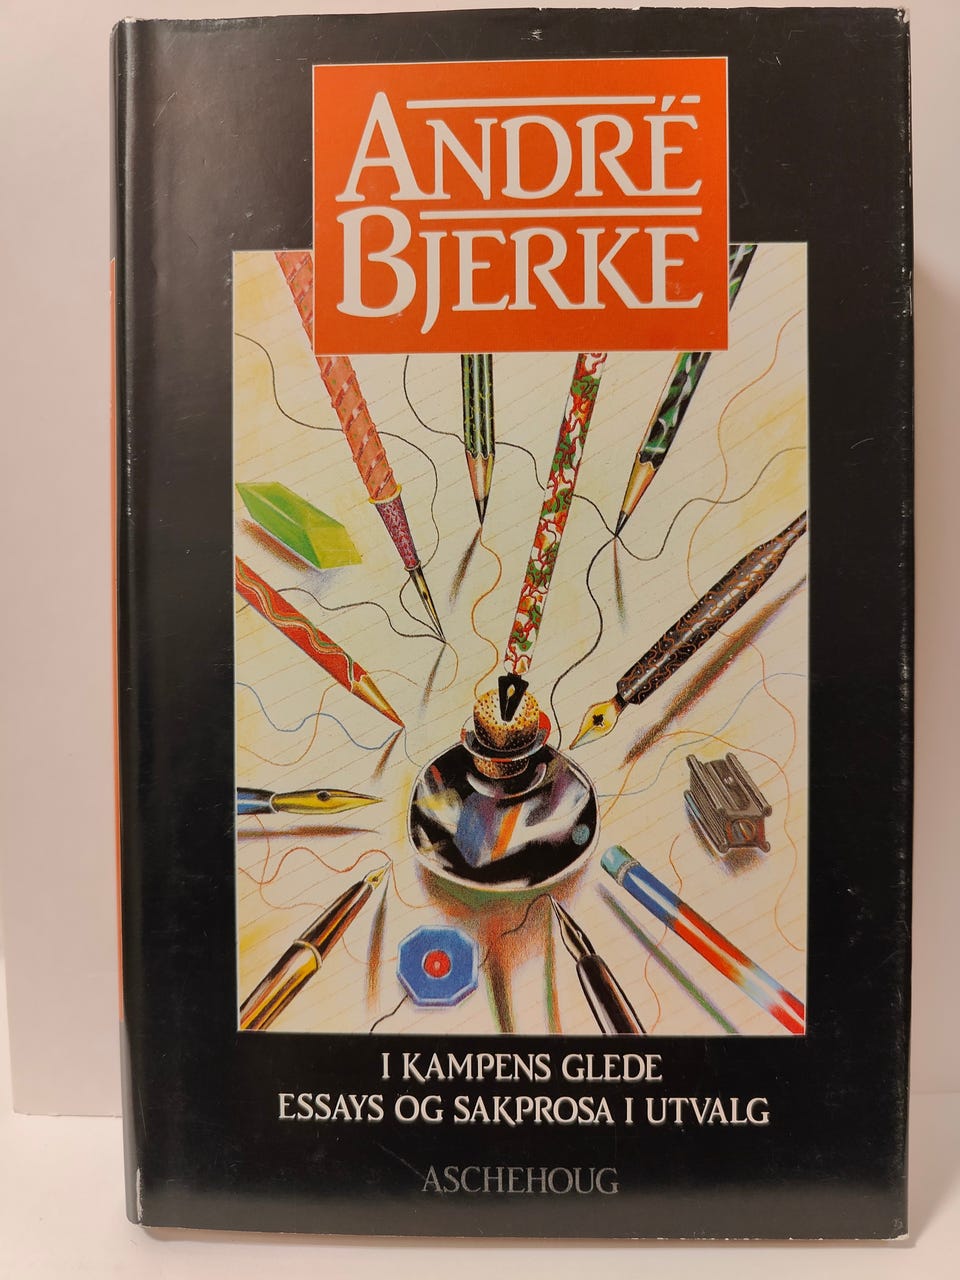 ANDRÉ
BJERKE
I KAMPENS GLEDE
ESSAYS OG SAKPROSA I UTVALG
ASCHEHOUG